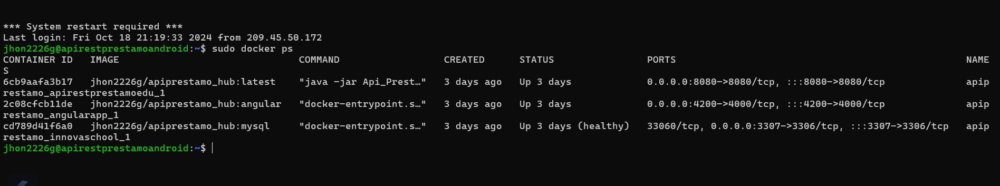 *** System restart required ***
Last login: Fri Oct 18 21:19:33 2024 from 209.45.50.172
jhon2226g@apirestprestamoandroid:~$ sudo docker ps
CONTAINER ID   IMAGE                               COMMAND                  CREATED      STATUS                PORTS                                                  NAME
S
6cb9aafa3b17   jhon2226g/apiprestamo_hub:latest    "java -jar Api_Prest…"   3 days ago   Up 3 days             0.0.0.0:8080->8080/tcp, :::8080->8080/tcp              apip
restamo_apirestprestamoedu_1
2c08cfcb11de   jhon2226g/apiprestamo_hub:angular   "docker-entrypoint.s…"   3 days ago   Up 3 days             0.0.0.0:4200->4000/tcp, :::4200->4000/tcp              apip
restamo_angularapp_1
cd789d41f6a0   jhon2226g/apiprestamo_hub:mysql     "docker-entrypoint.s…"   3 days ago   Up 3 days (healthy)   33060/tcp, 0.0.0.0:3307->3306/tcp, :::3307->3306/tcp   apip
restamo_innovaschool_1
jhon2226g@apirestprestamoandroid:~$